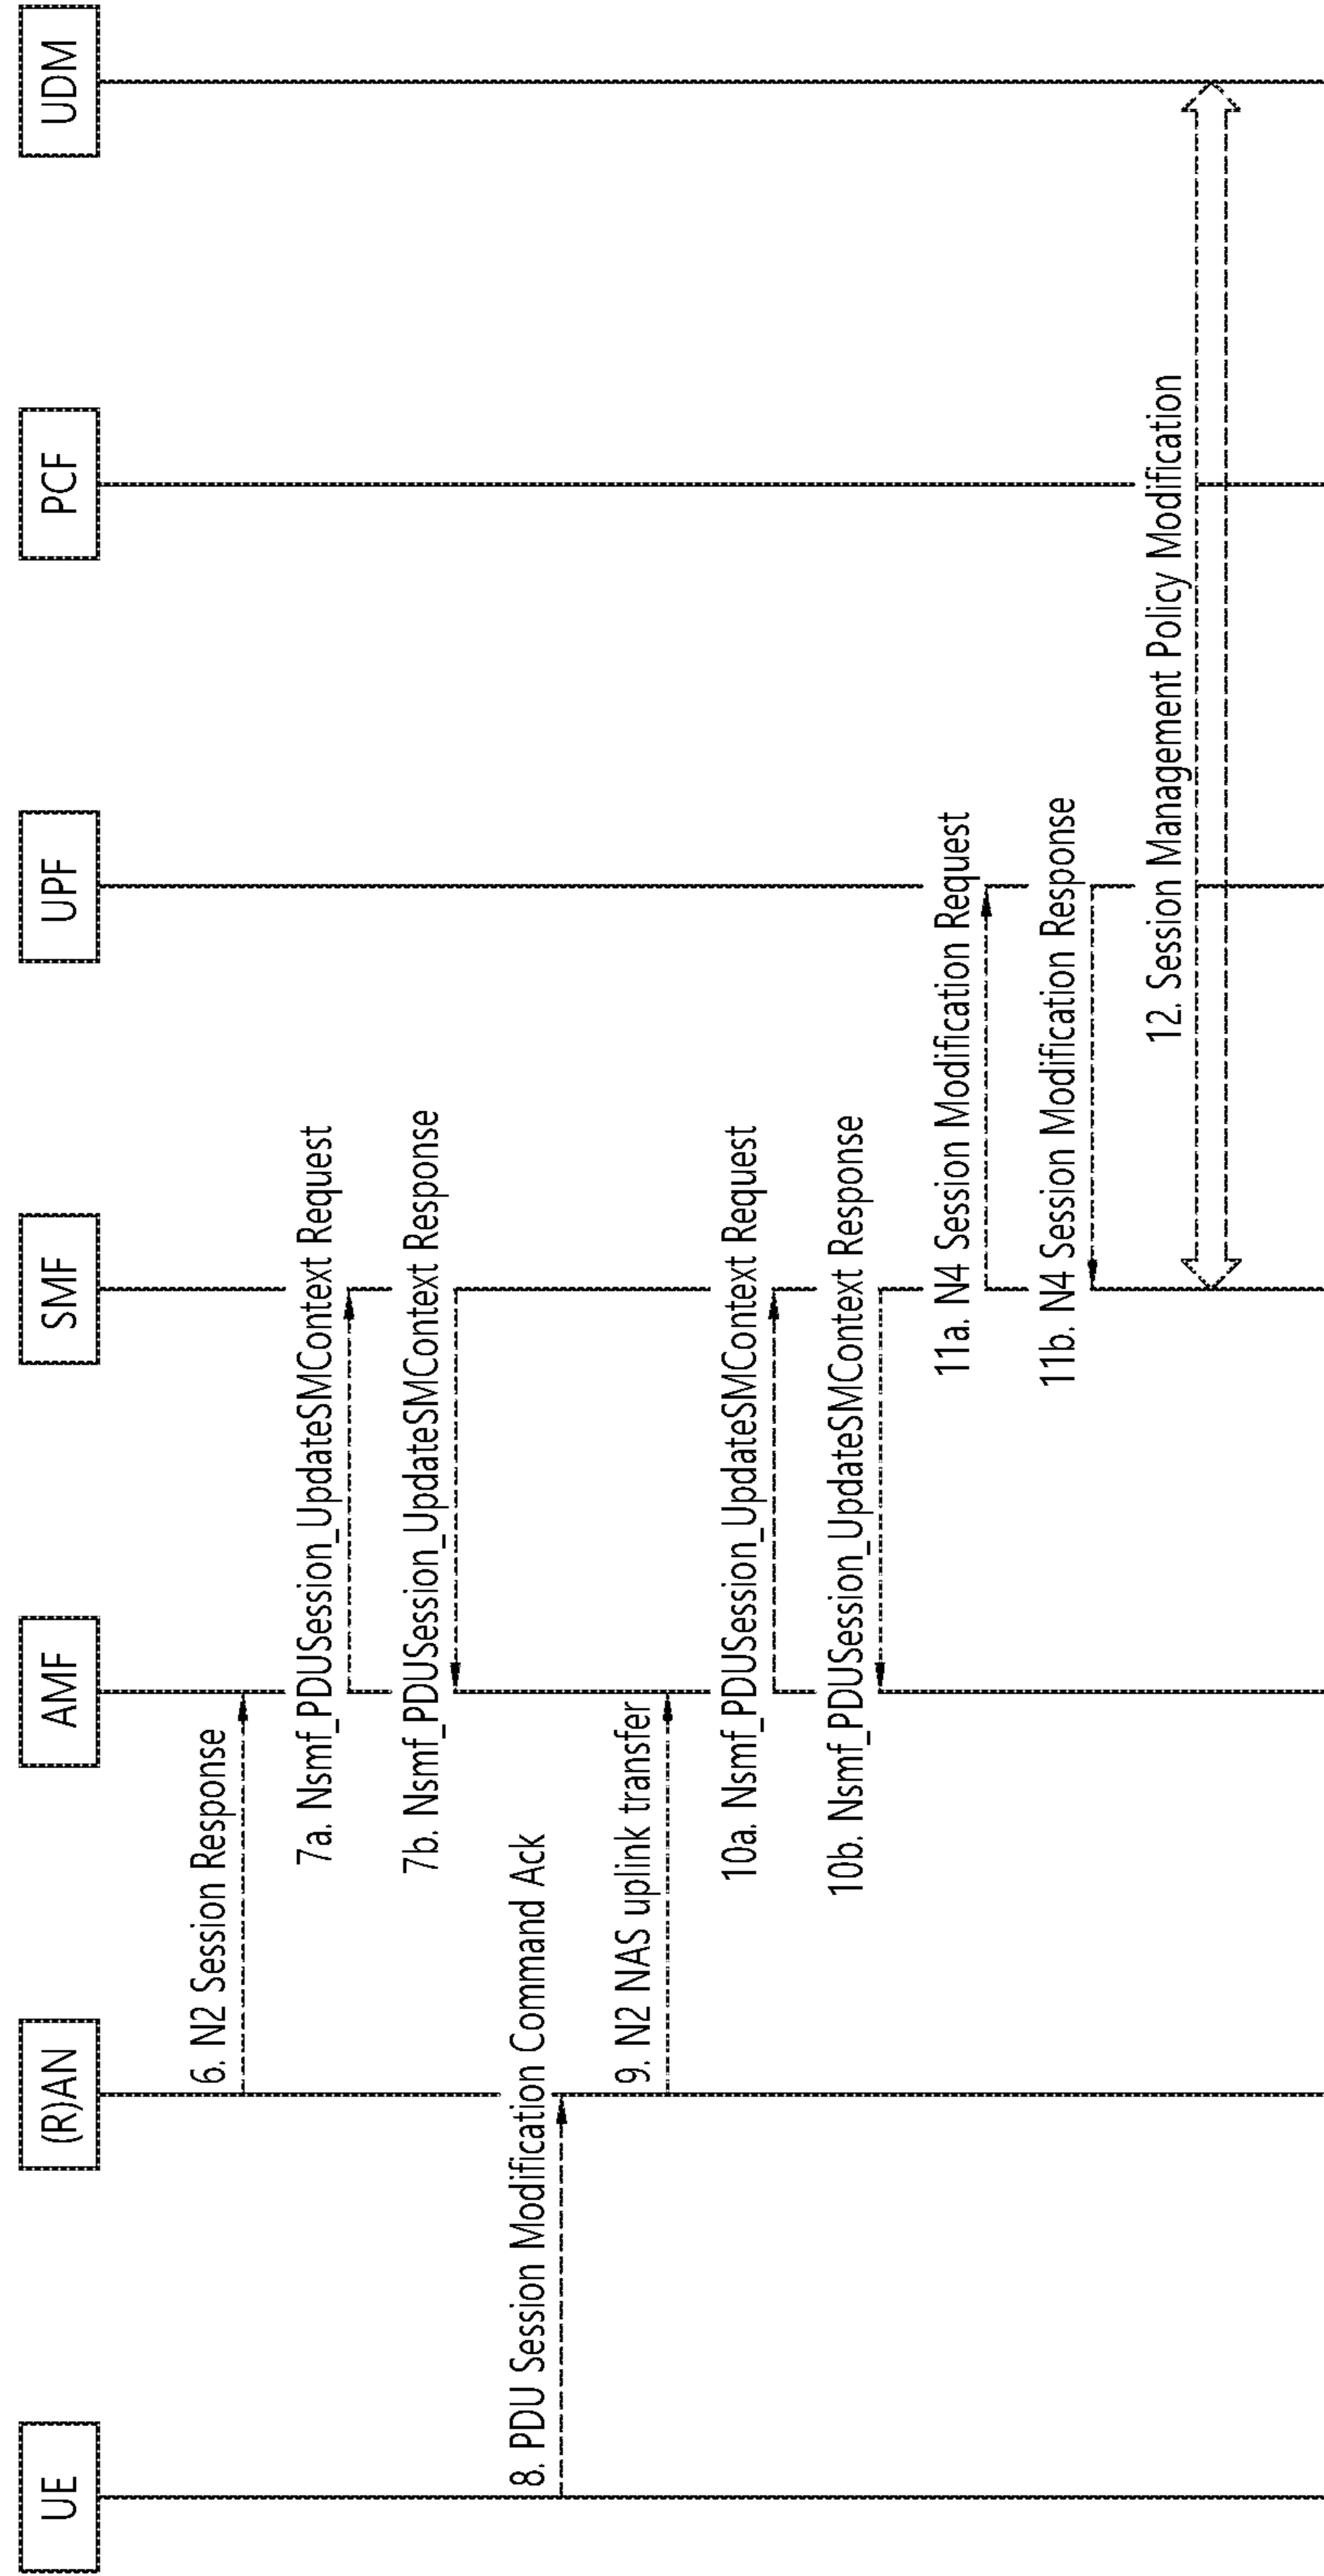 UE
(R)AN
AMF
SMF
UPF
PCF
UDM
6. N2 Session Response
7a. Nsmf_PDUSession_UpdateSMContext Request
7b. Nsmf_PDUSession_UpdateSMContext Response
8. PDU Session Modification Command Ack
9. N2 NAS uplink transfer
10a. Nsmf_PDUSession_UpdateSMContext Request
10b. Nsmf_PDUSession_UpdateSMContext Response
11a. N4 Session Modification Request
11b. N4 Session Modification Response
12. Session Management Policy Modification